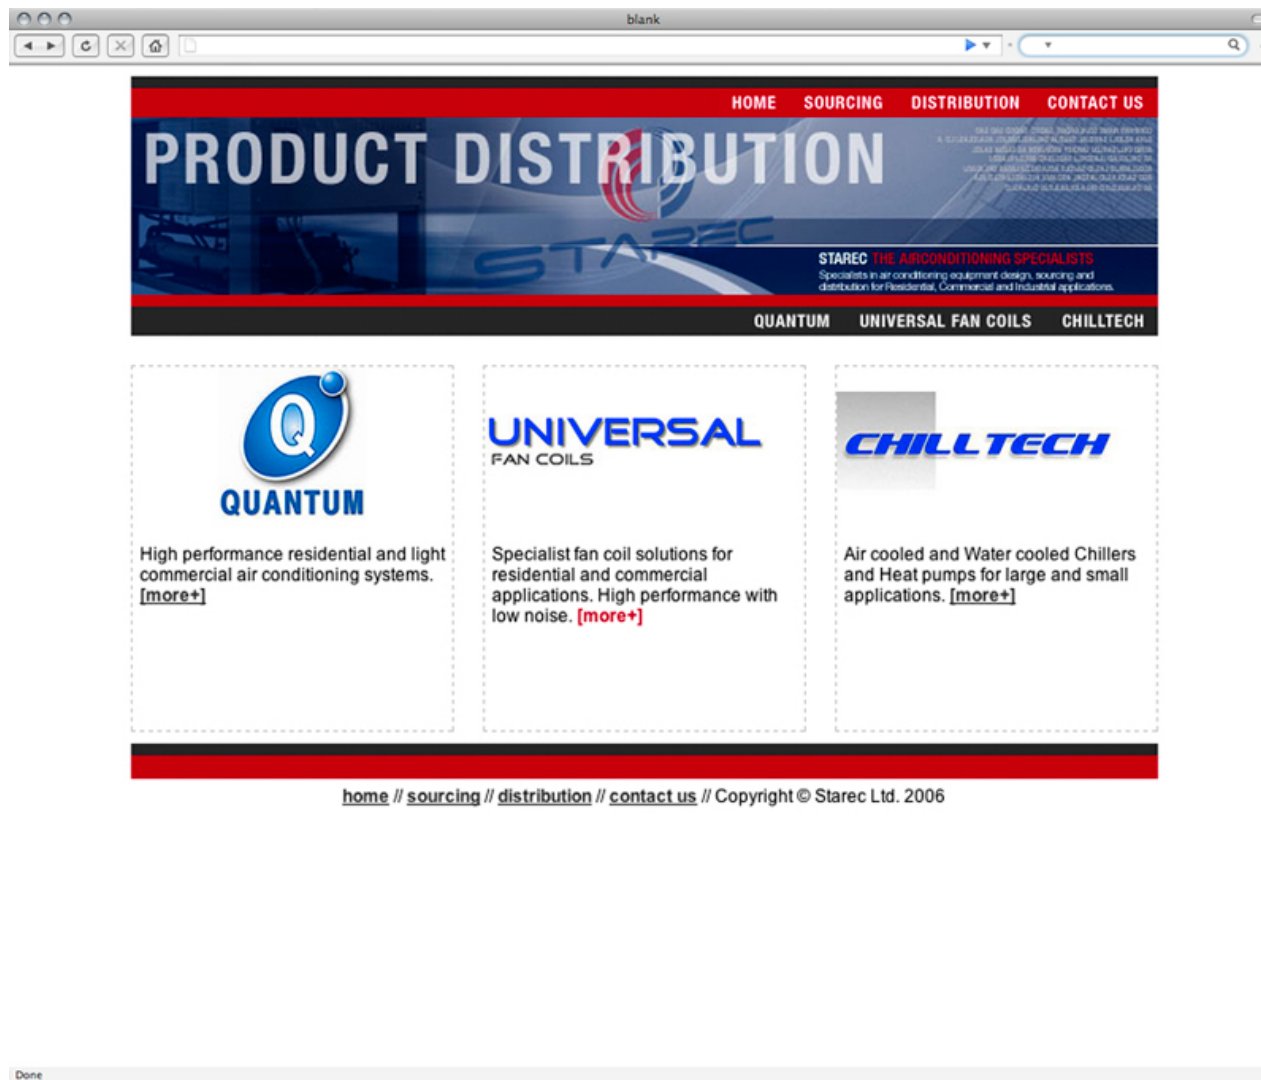 blank
HOME SOURCING DISTRIBUTION CONTACT US
PRODUCT DISTRIBUTION
STAREC
STAREC THE AIRCONDITIONING SPECIALISTS
Specialists in air conditioning equipment design, sourcing and
distribution for Residential, Commercial and Industrial applications.
QUANTUM UNIVERSAL FAN COILS CHILLTECH
Q
QUANTUM
High performance residential and light
commercial air conditioning systems.
[more+]
UNIVERSAL
FAN COILS
Specialist fan coil solutions for
residential and commercial
applications. High performance with
low noise. [more+]
CHILLTECH
Air cooled and Water cooled Chillers
and Heat pumps for large and small
applications. [more+]
home // sourcing // distribution // contact us // Copyright © Starec Ltd. 2006
Done